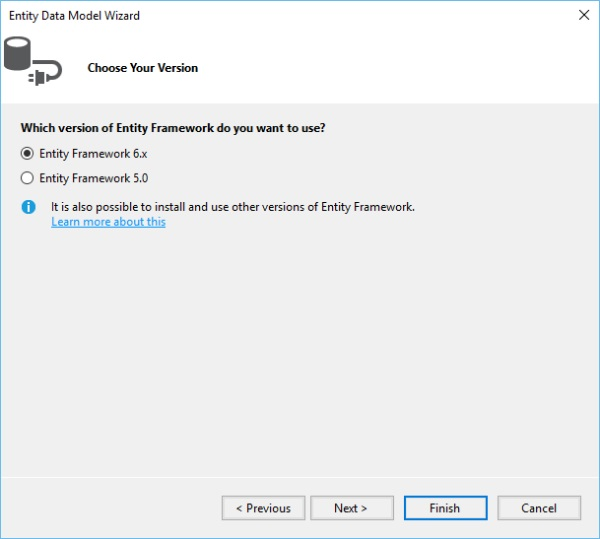 Entity Data Model Wizard
Choose Your Version
Which version of Entity Framework do you want to use?
Entity Framework 6.x
Entity Framework 5.0
It is also possible to install and use other versions of Entity Framework.
Learn more about this
< Previous
Next >
Finish
Cancel